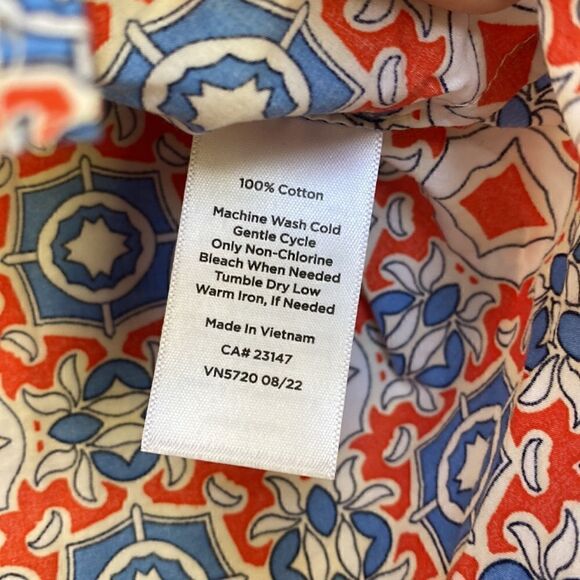 100% Cotton
Machine Wash Cold
Gentle Cycle
Only Non-Chlorine
Bleach When Needed
Tumble Dry Low
Warm Iron, If Needed
Made In Vietnam
CA# 23147
VN5720 08/22